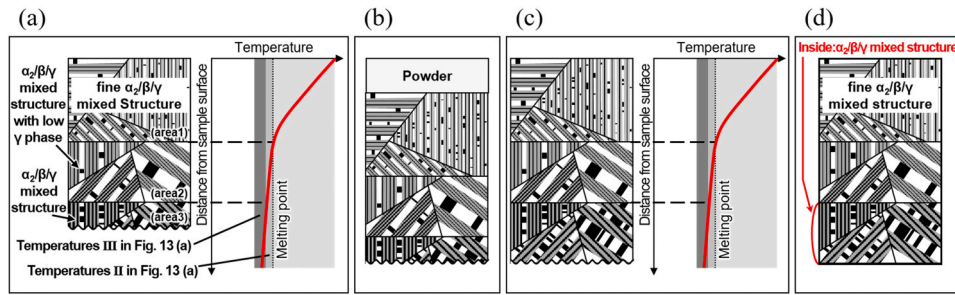 (a)
(b)
(c)
(d)
Temperature
α₂/β/γ
mixed
structure
with low
γ phase
fine α₂/β/γ
mixed Structure
(area1)
α₂/β/γ
mixed
structure
(area2)
(area3)
Distance from sample surface
Melting point
Temperatures III in Fig. 13 (a)
Temperatures II in Fig. 13 (a)
Powder
Temperature
Distance from sample surface
Melting point
Inside:α₂/β/γ mixed structure
fine α₂/β/γ
mixed structure